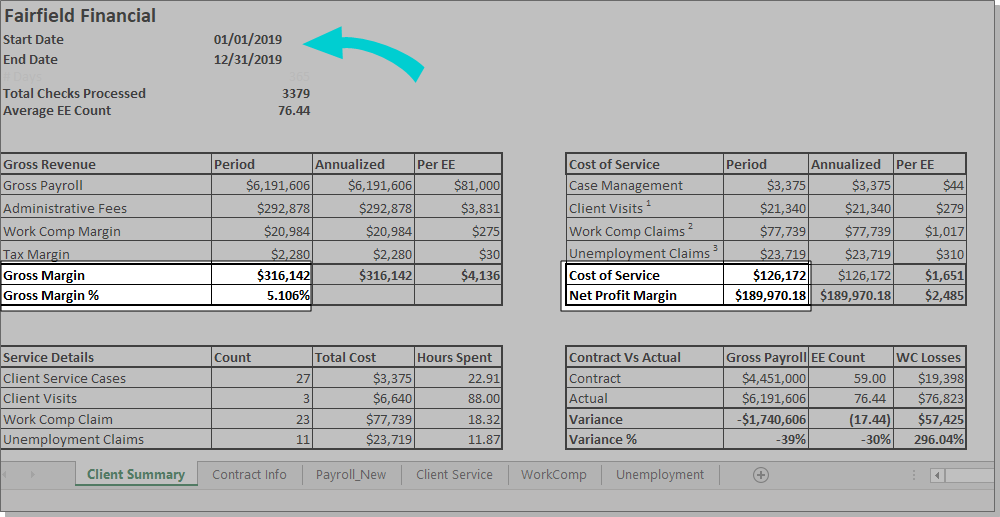 Fairfield Financial
Start Date 01/01/2019
End Date 12/31/2019
# Days 365
Total Checks Processed 3379
Average EE Count 76.44
Gross Revenue Period Annualized Per EE
Gross Payroll $6,191,606 $6,191,606 $81,000
Administrative Fees $292,878 $292,878 $3,831
Work Comp Margin $20,984 $20,984 $275
Tax Margin $2,280 $2,280 $30
Gross Margin $316,142 $316,142 $4,136
Gross Margin % 5.106%
Cost of Service Period Annualized Per EE
Case Management $3,375 $3,375 $44
Client Visits 1 $21,340 $21,340 $279
Work Comp Claims 2 $77,739 $77,739 $1,017
Unemployment Claims 3 $23,719 $23,719 $310
Cost of Service $126,172 $126,172 $1,651
Net Profit Margin $189,970.18 $189,970.18 $2,485
Service Details Count Total Cost Hours Spent
Client Service Cases 27 $3,375 22.91
Client Visits 3 $6,640 88.00
Work Comp Claim 23 $77,739 18.32
Unemployment Claims 11 $23,719 11.87
Contract Vs Actual Gross Payroll EE Count WC Losses
Contract $4,451,000 59.00 $19,398
Actual $6,191,606 76.44 $76,823
Variance -$1,740,606 (17.44) $57,425
Variance % -39% -30% 296.04%
Client Summary Contract Info Payroll_New Client Service WorkComp Unemployment